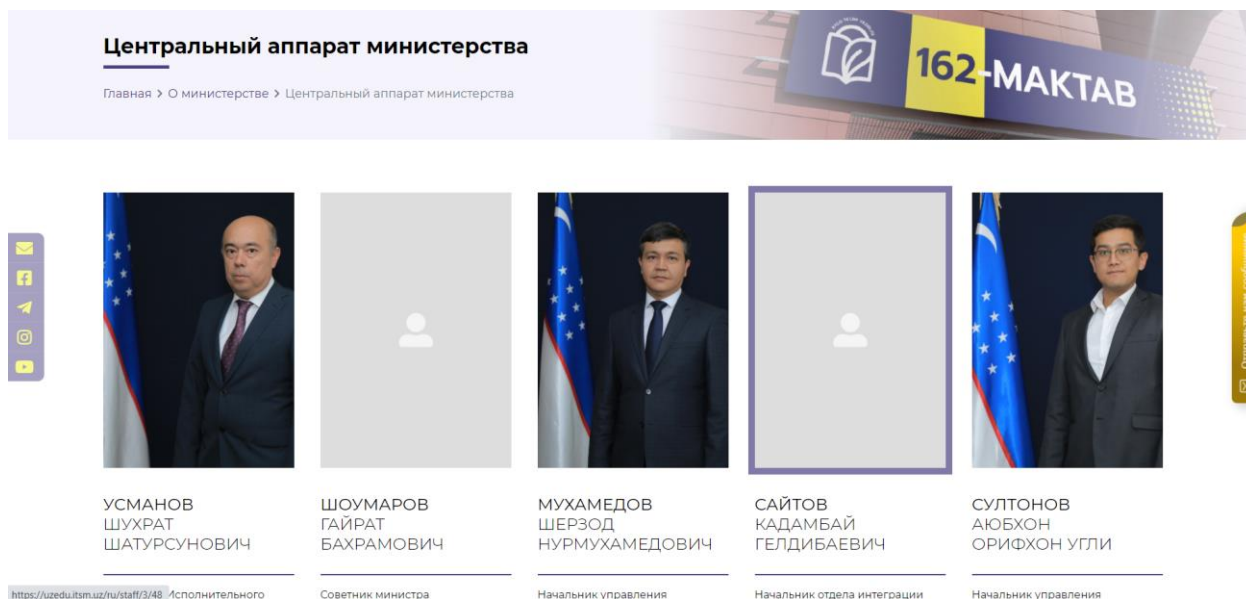 Центральный аппарат министерства
Главная > О министерстве > Центральный аппарат министерства
162-МАКТАВ
УСМАНОВ
ШУХРАТ
ШАТУРСУНОВИЧ
ШОУМАРОВ
ГАЙРАТ
БАХРАМОВИЧ
МУХАМЕДОВ
ШЕРЗОД
НУРМУХАМЕДОВИЧ
САЙТОВ
КАДАМБАЙ
ГЕЛДИБАЕВИЧ
СУЛТОНОВ
АЮБХОН
ОРИФХОН УГЛИ
https://uzedu.itsm.uz/ru/staff/3/48
Исполнительного
Советник министра
Начальник управления
Начальник отдела интеграции
Начальник управления